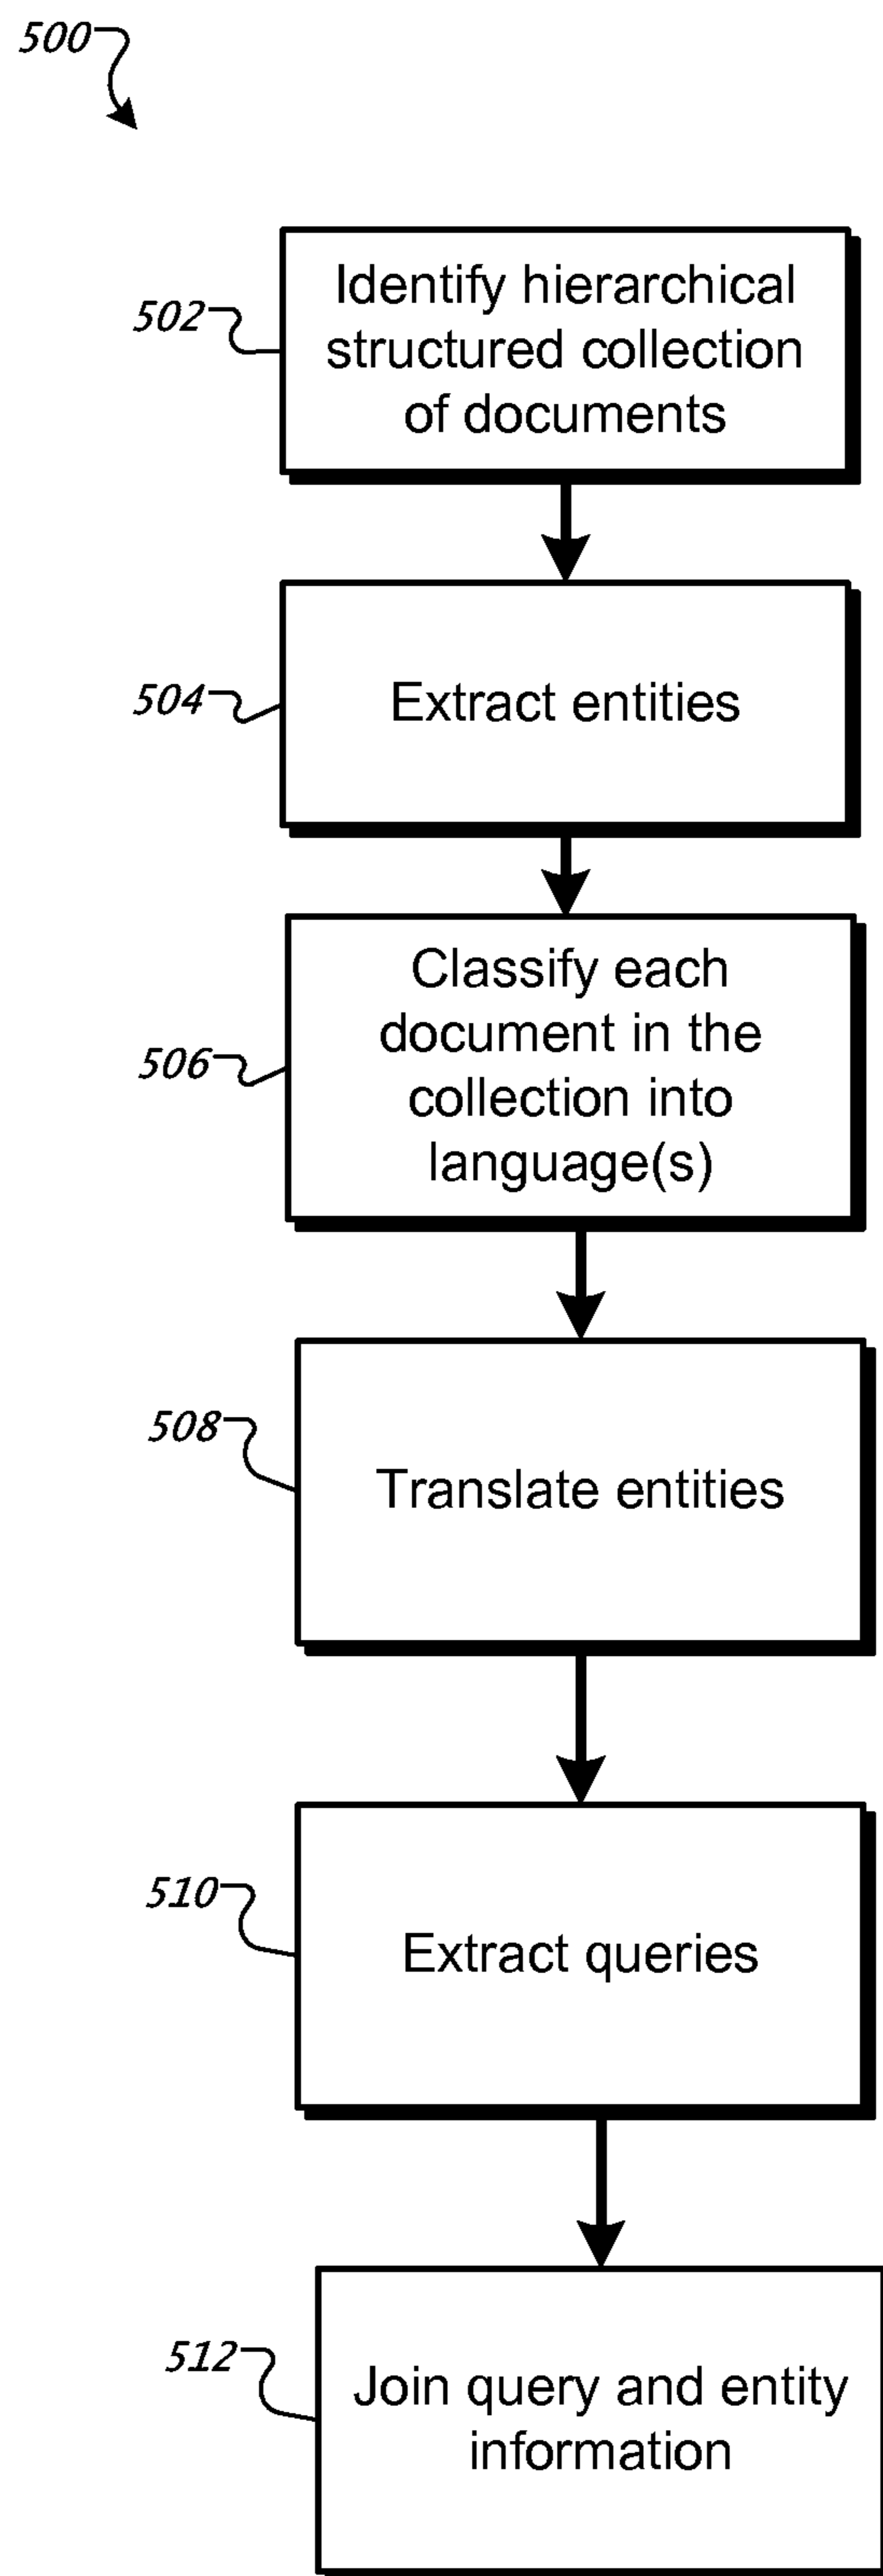 500
502
Identify hierarchical
structured collection
of documents
504
Extract entities
506
Classify each
document in the
collection into
language(s)
508
Translate entities
510
Extract queries
512
Join query and entity
information